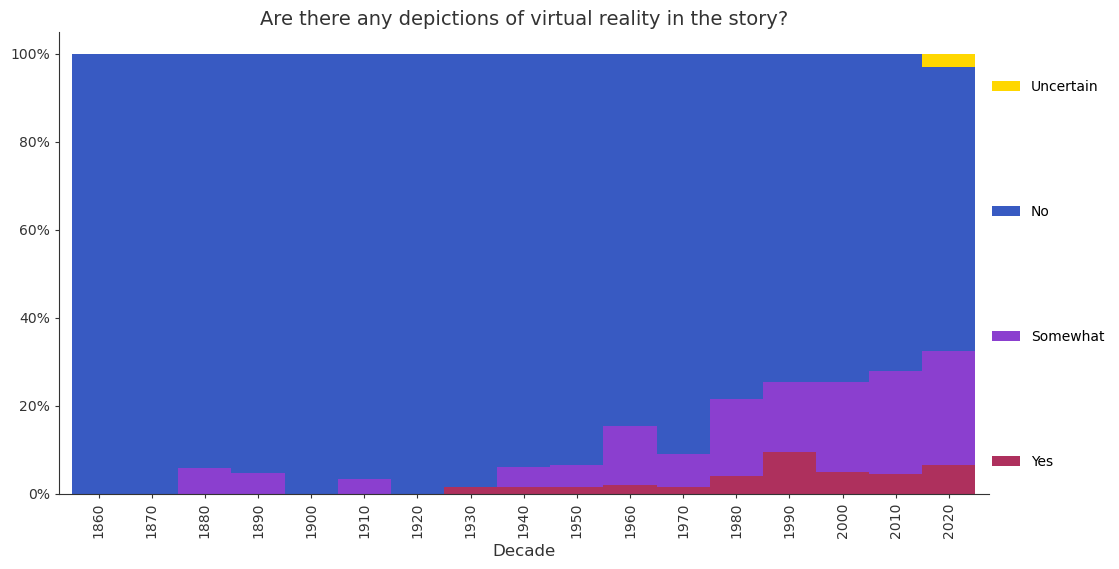 Are there any depictions of virtual reality in the story?
100%
80%
60%
40%
20%
0%
Uncertain
No
Somewhat
Yes
1860 1870 1880 1890 1900 1910 1920 1930 1940 1950 1960 1970 1980 1990 2000 2010 2020
Decade